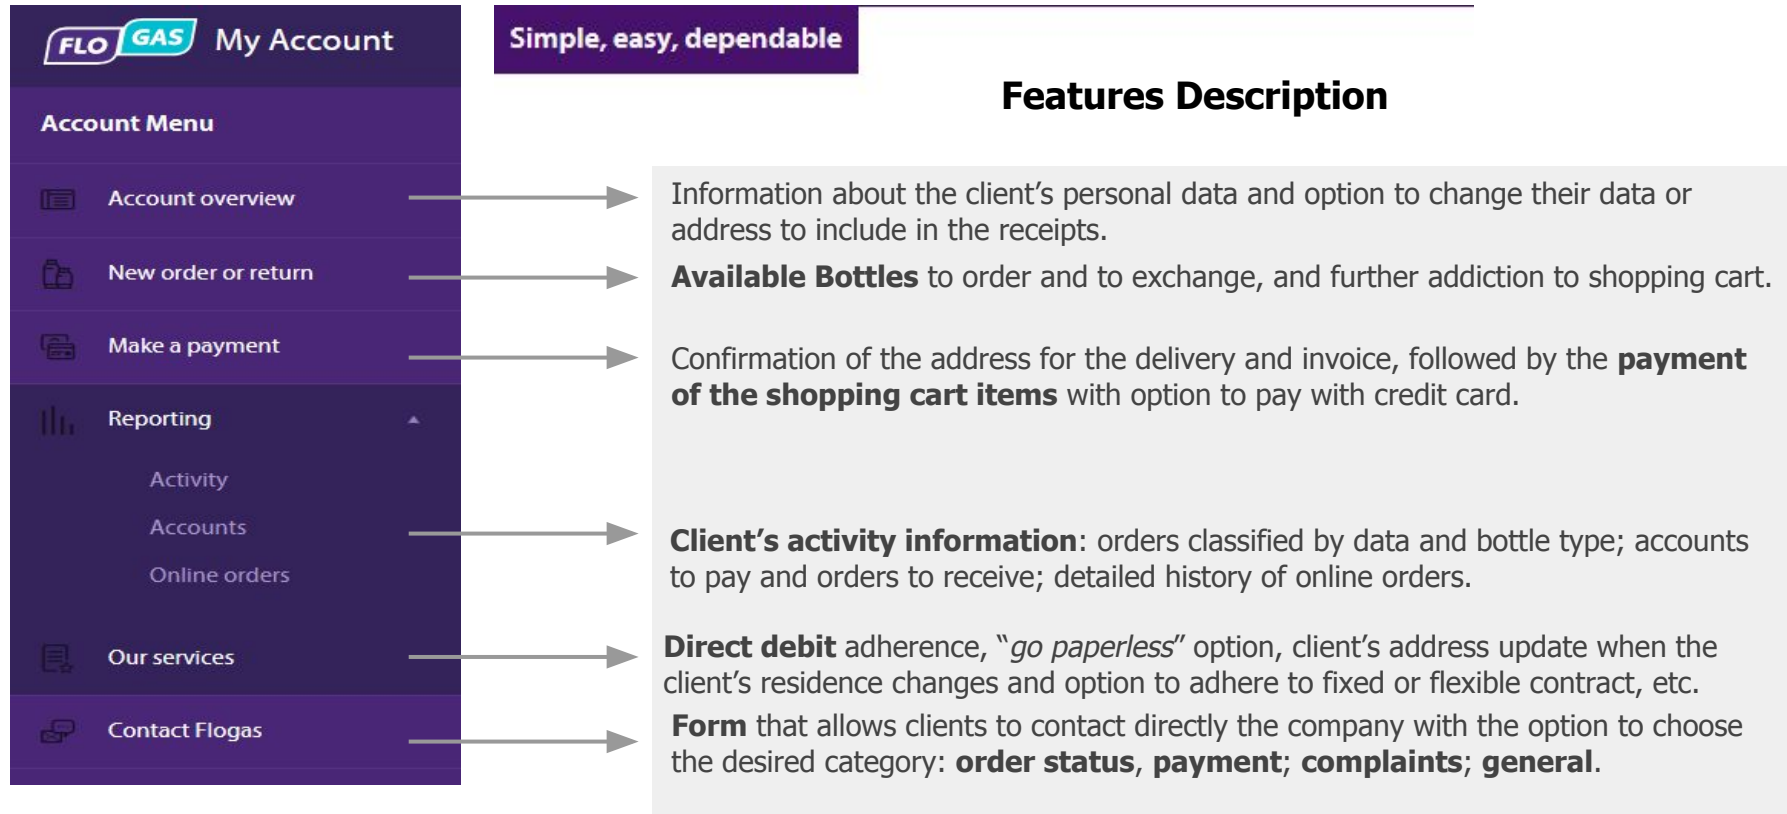 FLO GAS My Account
Simple, easy, dependable
Features Description
Account Menu
Account overview
Information about the client's personal data and option to change their data or
address to include in the receipts.
New order or return
Available Bottles to order and to exchange, and further addiction to shopping cart.
Make a payment
Confirmation of the address for the delivery and invoice, followed by the payment
of the shopping cart items with option to pay with credit card.
Reporting
Activity
Accounts
Online orders
Client's activity information: orders classified by data and bottle type; accounts
to pay and orders to receive; detailed history of online orders.
Our services
Direct debit adherence, “go paperless” option, client's address update when the
client's residence changes and option to adhere to fixed or flexible contract, etc.
Contact Flogas
Form that allows clients to contact directly the company with the option to choose
the desired category: order status, payment; complaints; general.